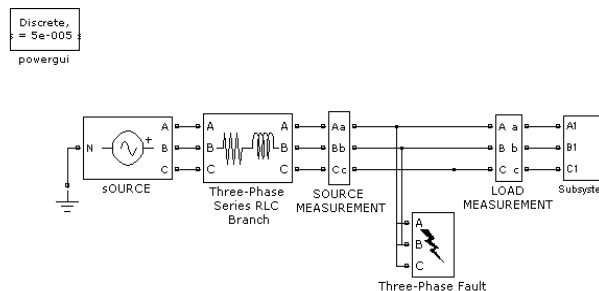 Discrete,
= 5e-005
powergui
N
A
B
C
sOURCE
A
B
C
A
B
C
Three-Phase
Series RLC
Branch
Aa
Bb
Cc
SOURCE
MEASUREMENT
A a
B b
C c
LOAD
MEASUREMENT
A1
B1
C1
Subsyste
A
B
C
Three-Phase Fault